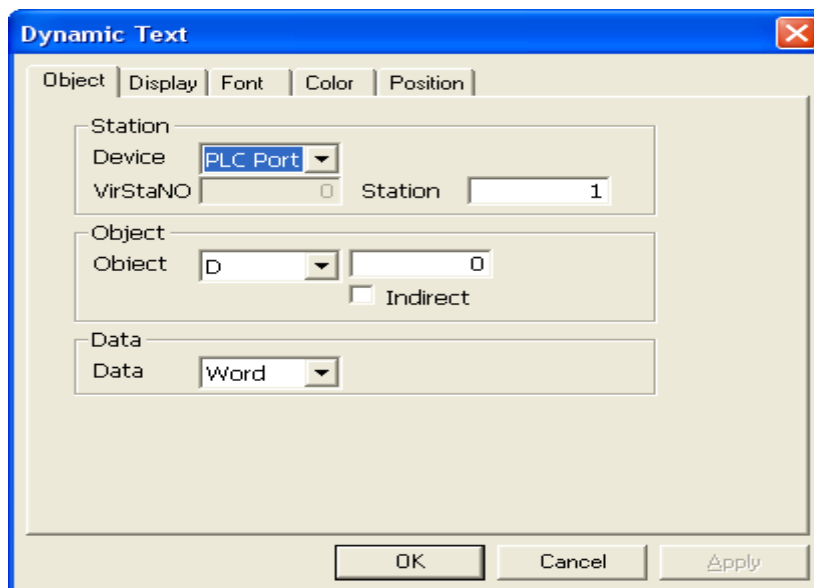 Dynamic Text
Object Display Font Color Position
Station
Device PLC Port
VirStaNO 0 Station 1
Object
Object D 0
Indirect
Data
Data Word
OK Cancel Apply